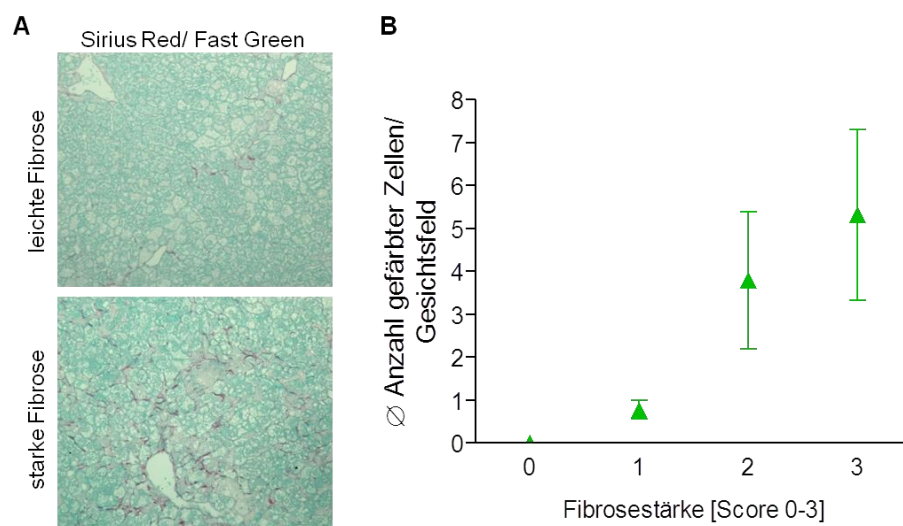 A
Sirius Red/ Fast Green
leichte Fibrose
starke Fibrose
B
∅ Anzahl gefärbter Zellen/
Gesichtsfeld
8
7
6
5
4
3
2
1
0
0 1 2 3
Fibrosestärke [Score 0-3]